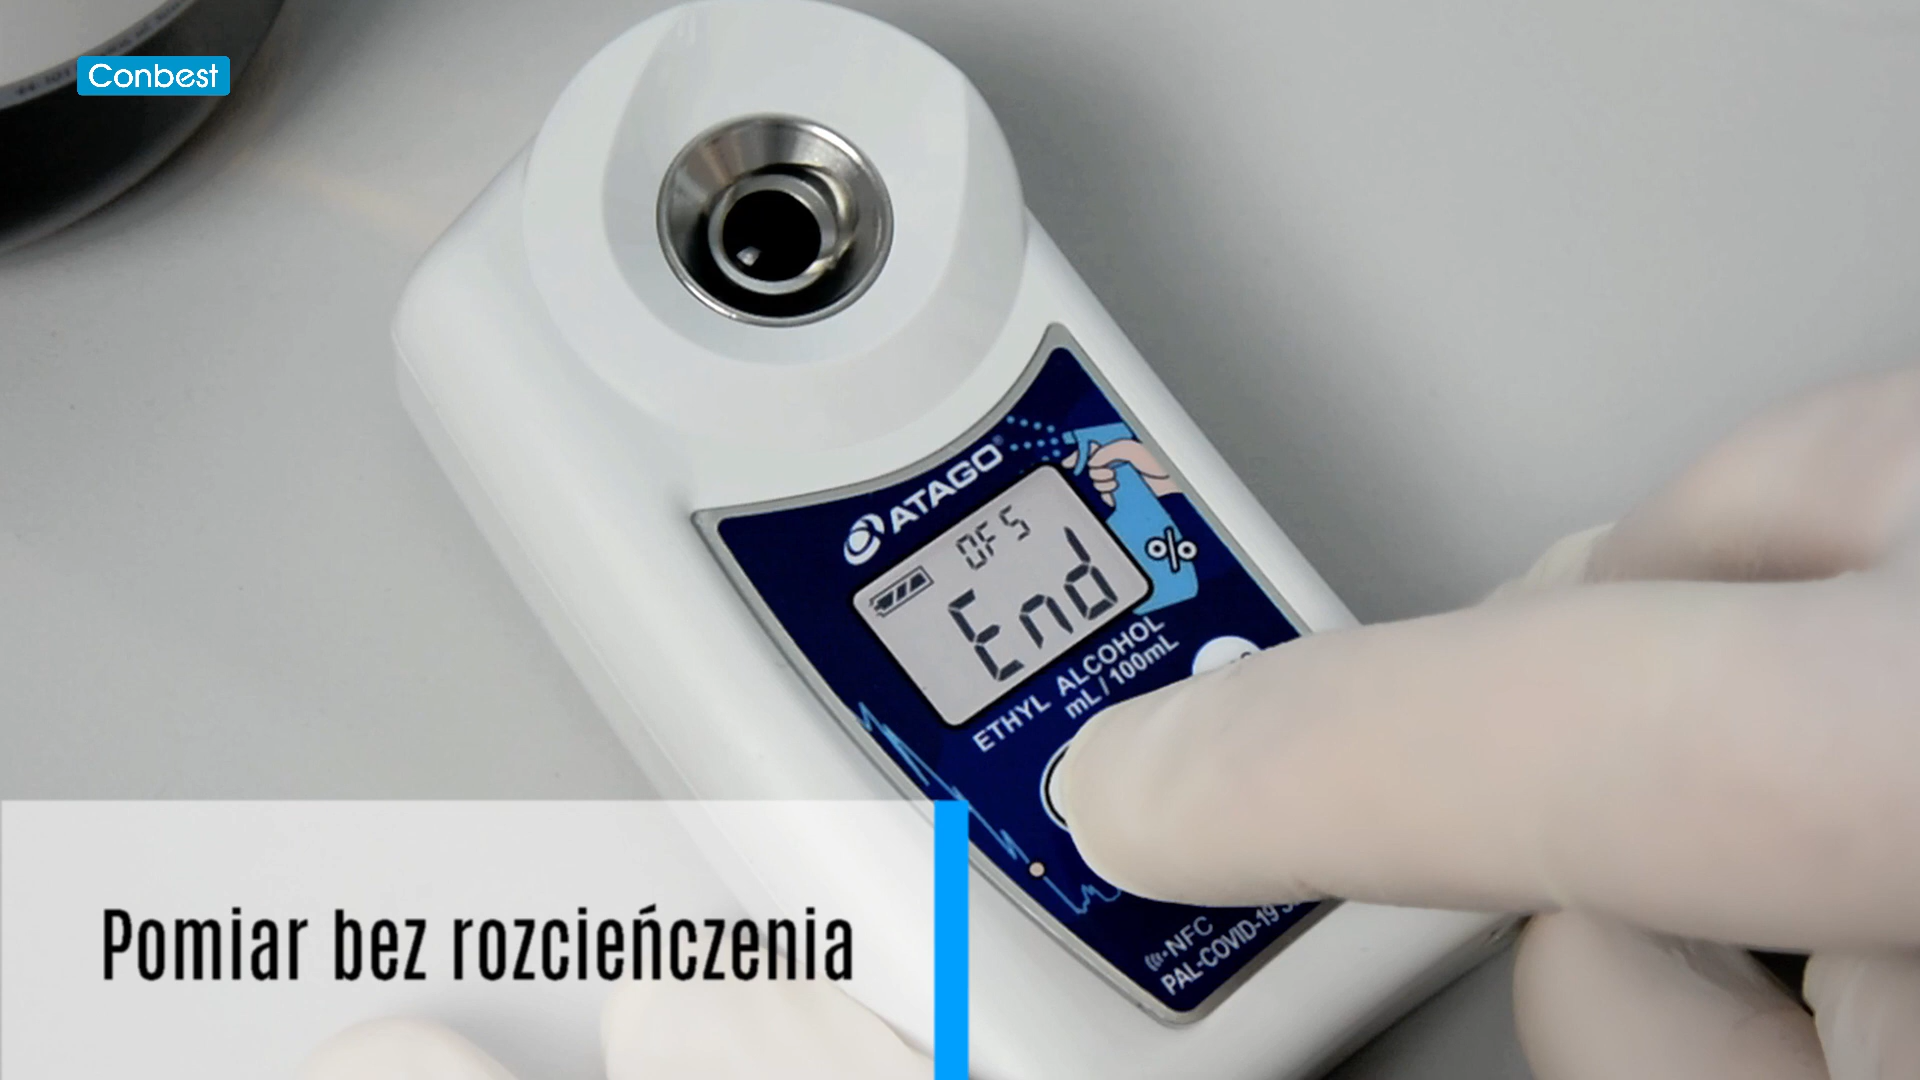 Conbest
ATAGO
OFS
End
%
ETHYL ALCOHOL
mL / 100mL
NFC
PAL-COVID-19
Pomiar bez rozcieńczenia